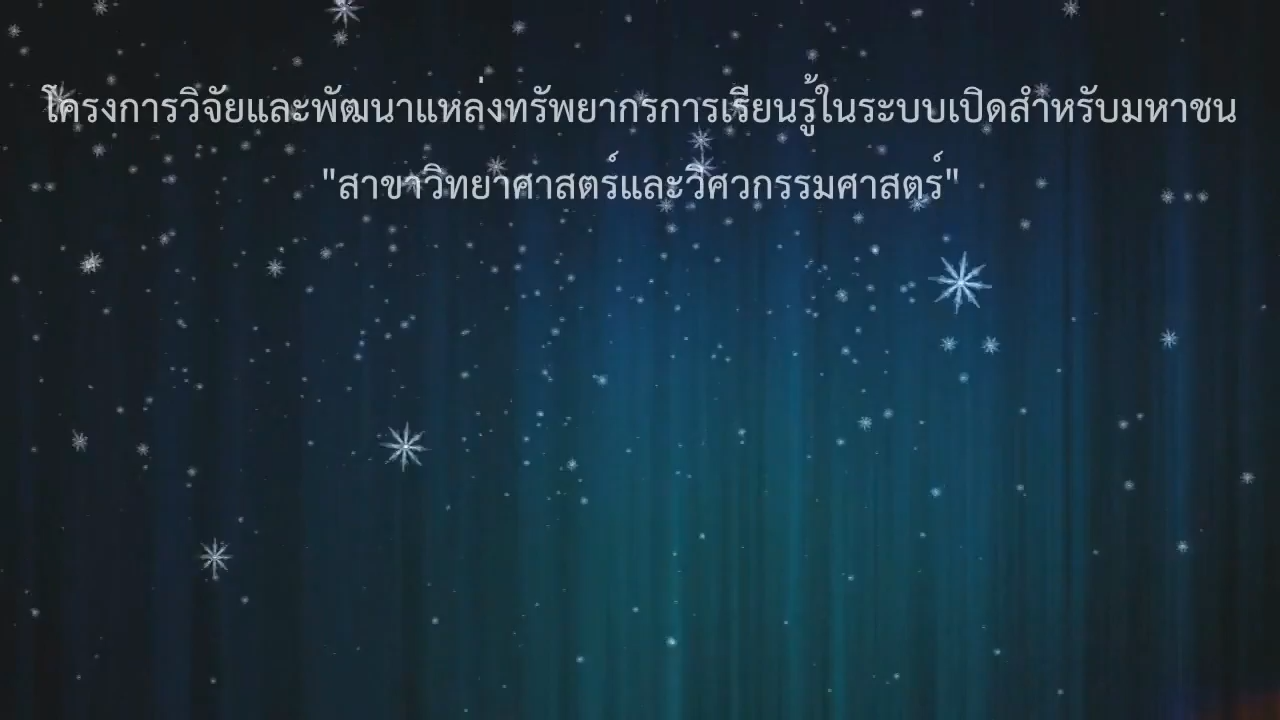 โครงการวิจัยและพัฒนาแหล่งทรัพยากรการเรียนรู้ในระบบเปิดสำหรับมหาชน
"สาขาวิทยาศาสตร์และวิศวกรรมศาสตร์"